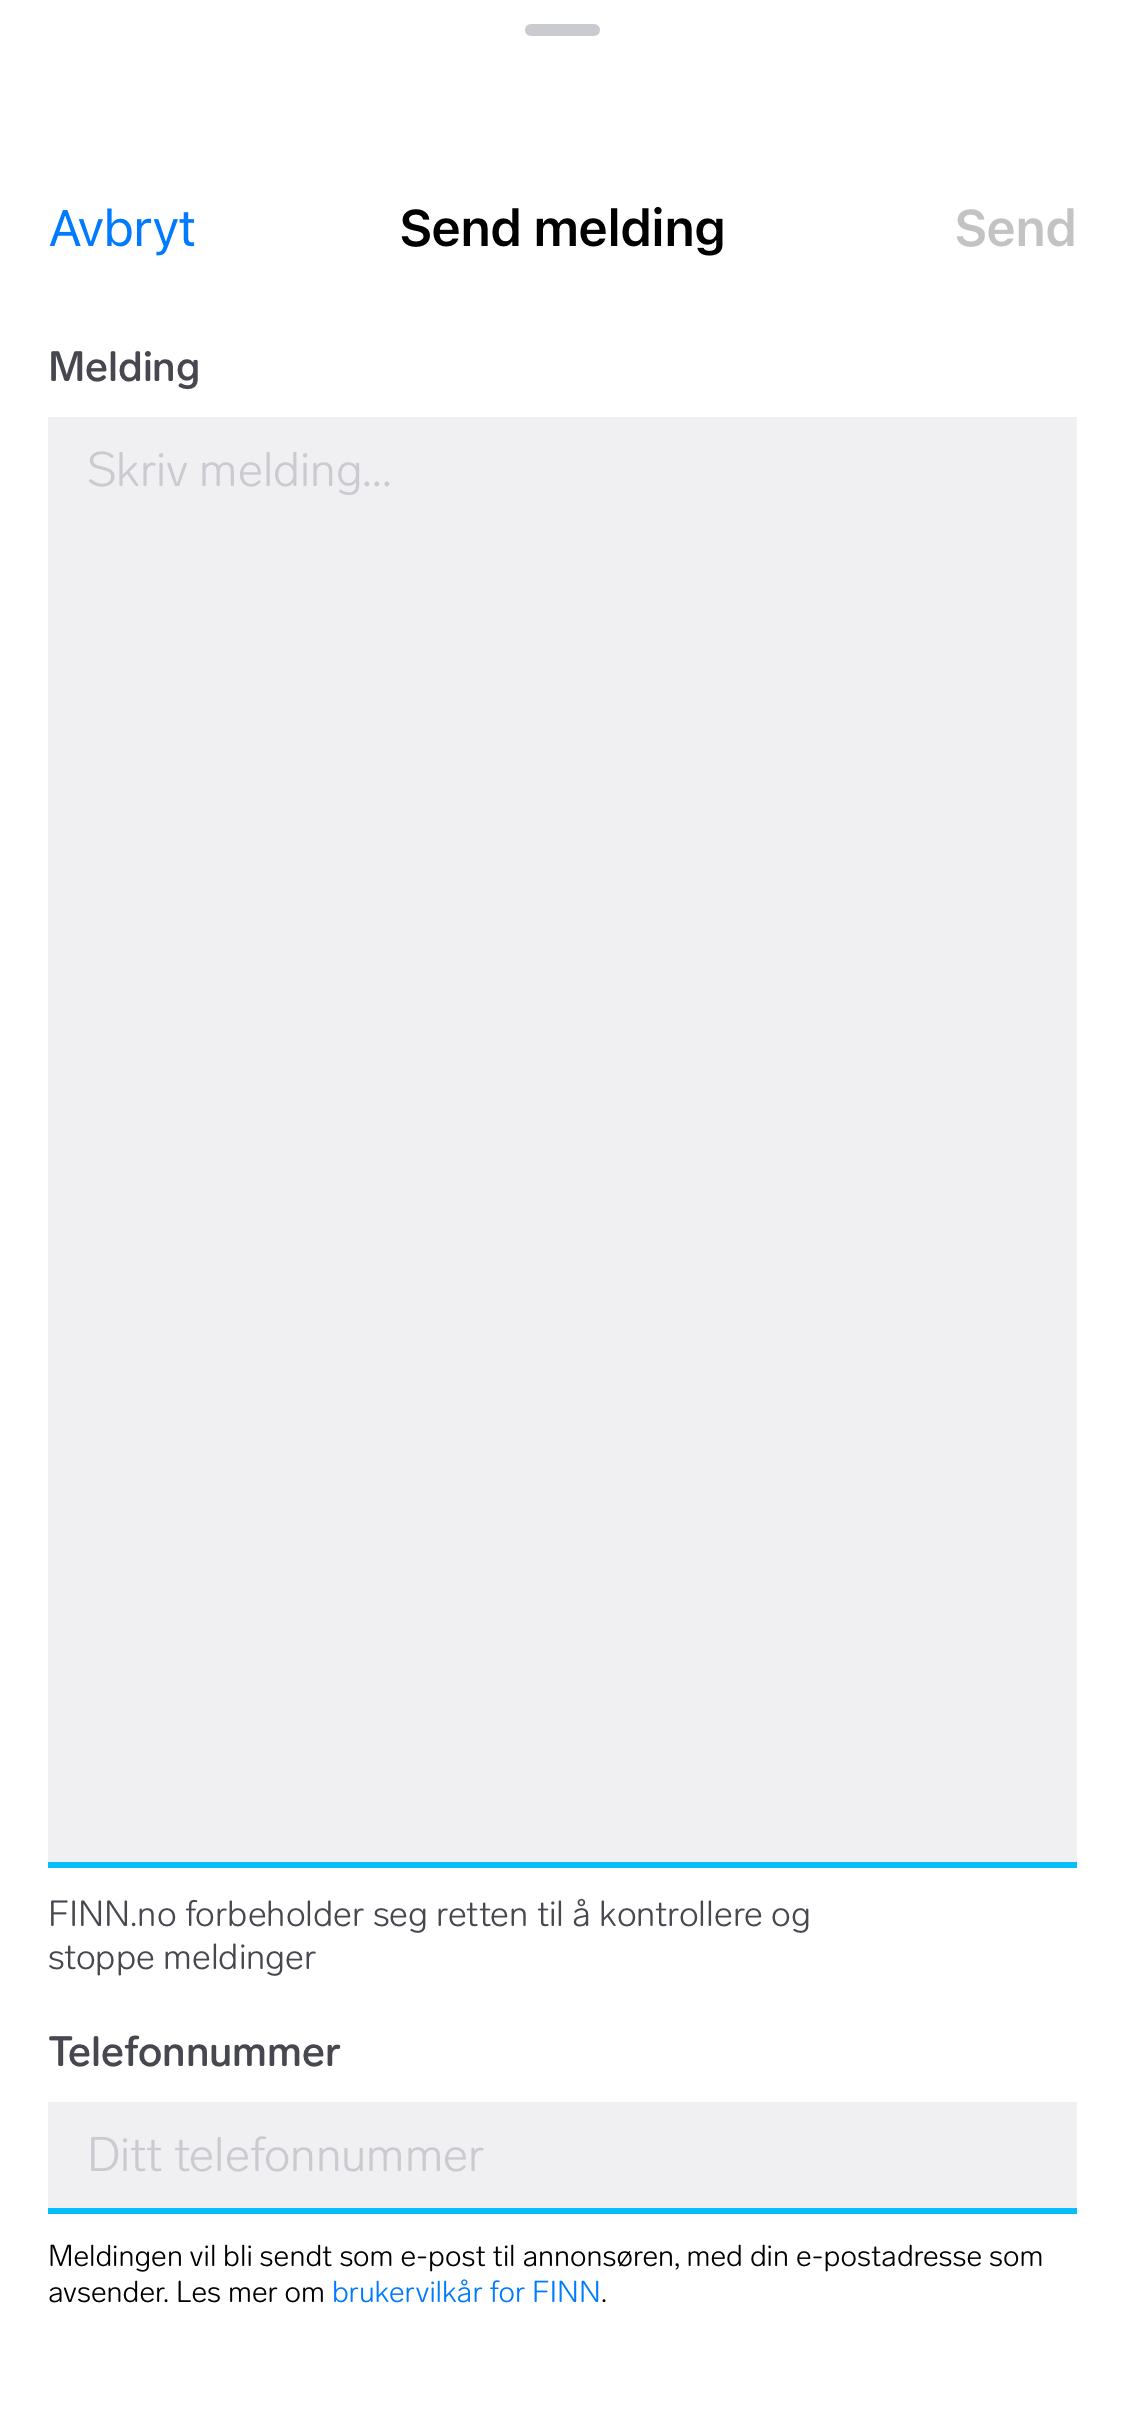 Avbryt Send melding Send
Melding
Skriv melding...
FINN.no forbeholder seg retten til å kontrollere og
stoppe meldinger
Telefonnummer
Ditt telefonnummer
Meldingen vil bli sendt som e-post til annonsøren, med din e-postadresse som
avsender. Les mer om brukervilkår for FINN.